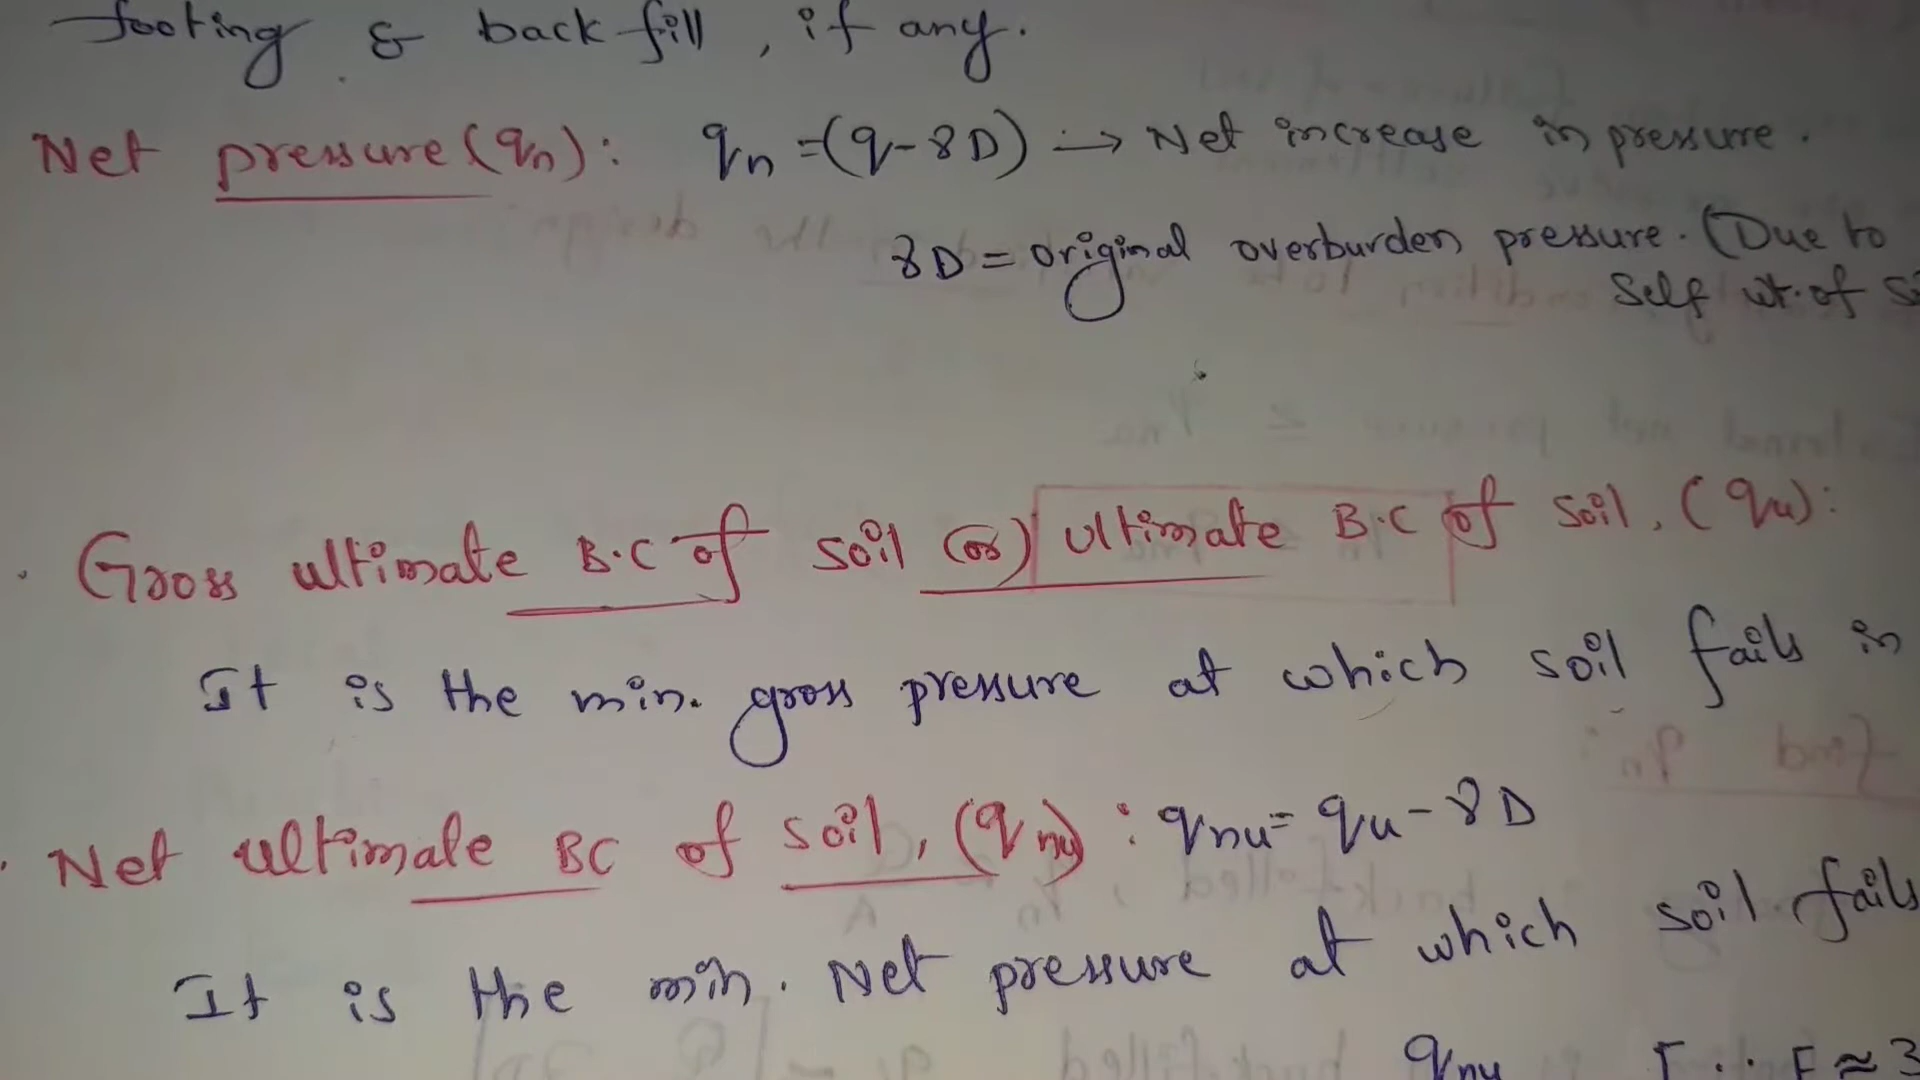 footing & back fill, if any.
Net pressure (qn): qn = (q - γD) → Net increase in pressure.
γD = original overburden pressure. (Due to
self wt. of
Gross ultimate B.C of soil (or) ultimate B.C of soil, (qu):
It is the min. gross pressure at which soil fails in
Net ultimate BC of soil, (qnu): qnu = qu - γD
It is the min. Net pressure at which soil fails
qnu [∵ F ≈ 3